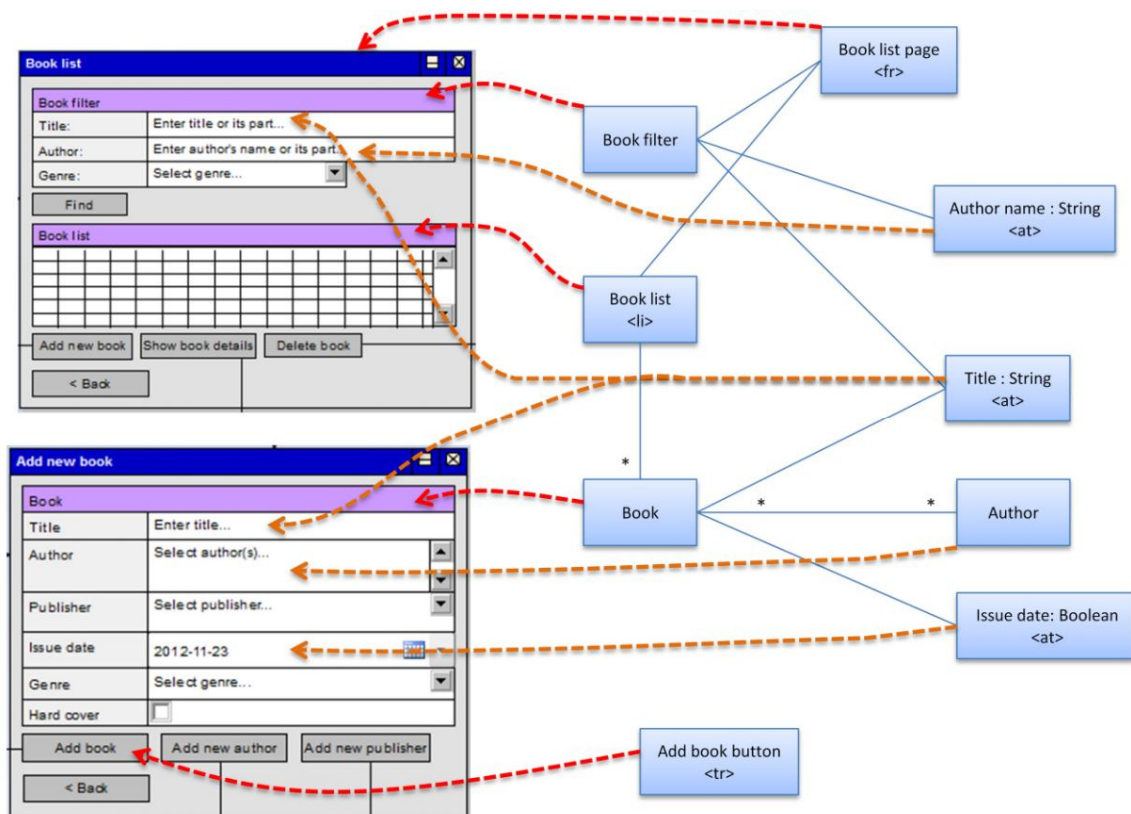 Book list
Book filter
Title:
Enter title or its part...
Author:
Enter author's name or its part...
Genre:
Select genre...
Find
Book list
Add new book
Show book details
Delete book
< Back
Add new book
Book
Title
Enter title...
Author
Select author(s)...
Publisher
Select publisher...
Issue date
2012-11-23
Genre
Select genre...
Hard cover
Add book
Add new author
Add new publisher
< Back
Book list page
<fr>
Book filter
Author name : String
<at>
Book list
<li>
Title : String
<at>
*
Book
*
*
Author
Issue date: Boolean
<at>
Add book button
<tr>